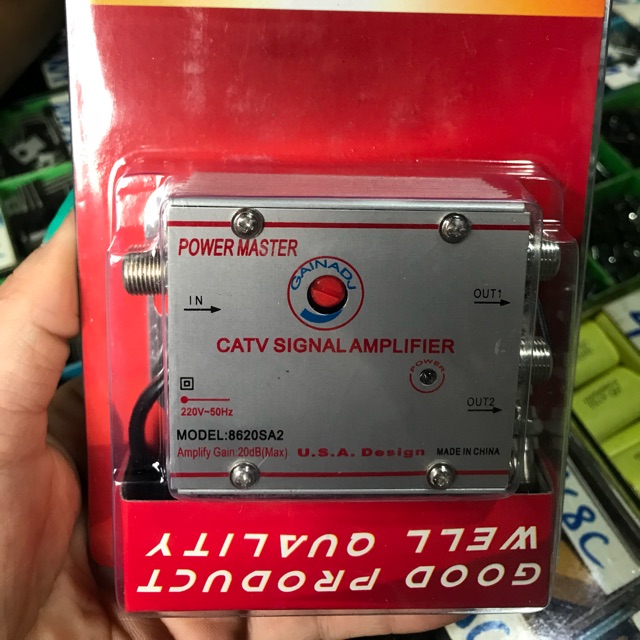 POWER MASTER
GAINADJ
IN
OUT1
CATV SIGNAL AMPLIFIER
POWER
220V~50Hz
OUT2
MODEL:8620SA2
Amplify Gain:20dB(Max) U.S.A. Design MADE IN CHINA
GOOD PRODUCT
WELL QUALITY